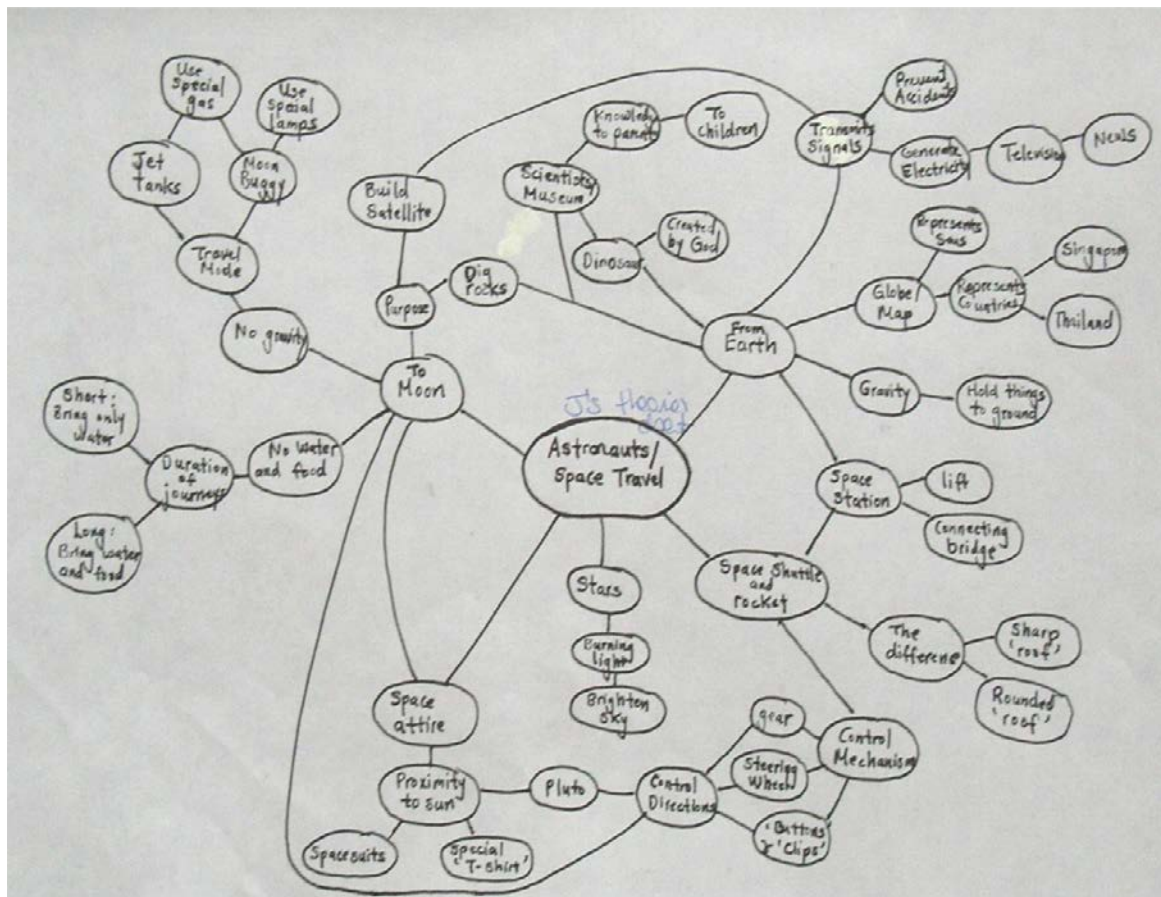 Use
Special
gas
Use
Special
lamps
Jet
Tanks
Moon
Buggy
Travel
Mode
No gravity
Build
Satellite
Purpose
Dig
rocks
To
Moon
Short:
Bring only
water
Duration
of
journeys
No Water
and food
Long:
Bring water
and food
Scientists/
Museum
to parents
To
children
Dinosaur
Created
by God
Transmits
Signals
Prevent
Accidents
Generate
Electricity
Television
News
From
Earth
Globe/
Map
Represents
Seas
Represents
Countries
Singapore
Thailand
Gravity
Hold things
to ground
J's
Astronauts/
Space Travel
Space
Station
lift
Connecting
bridge
Space Shuttle
and
rocket
The
difference
Sharp
'roof'
Rounded
'roof'
Stars
Burning
light
Brighten
Sky
Space
attire
Proximity
to sun
Spacesuits
Special
'T-shirt'
Pluto
Control
Directions
gear
Steering
Wheel
'Buttons'
& 'Clips'
Control
Mechanism